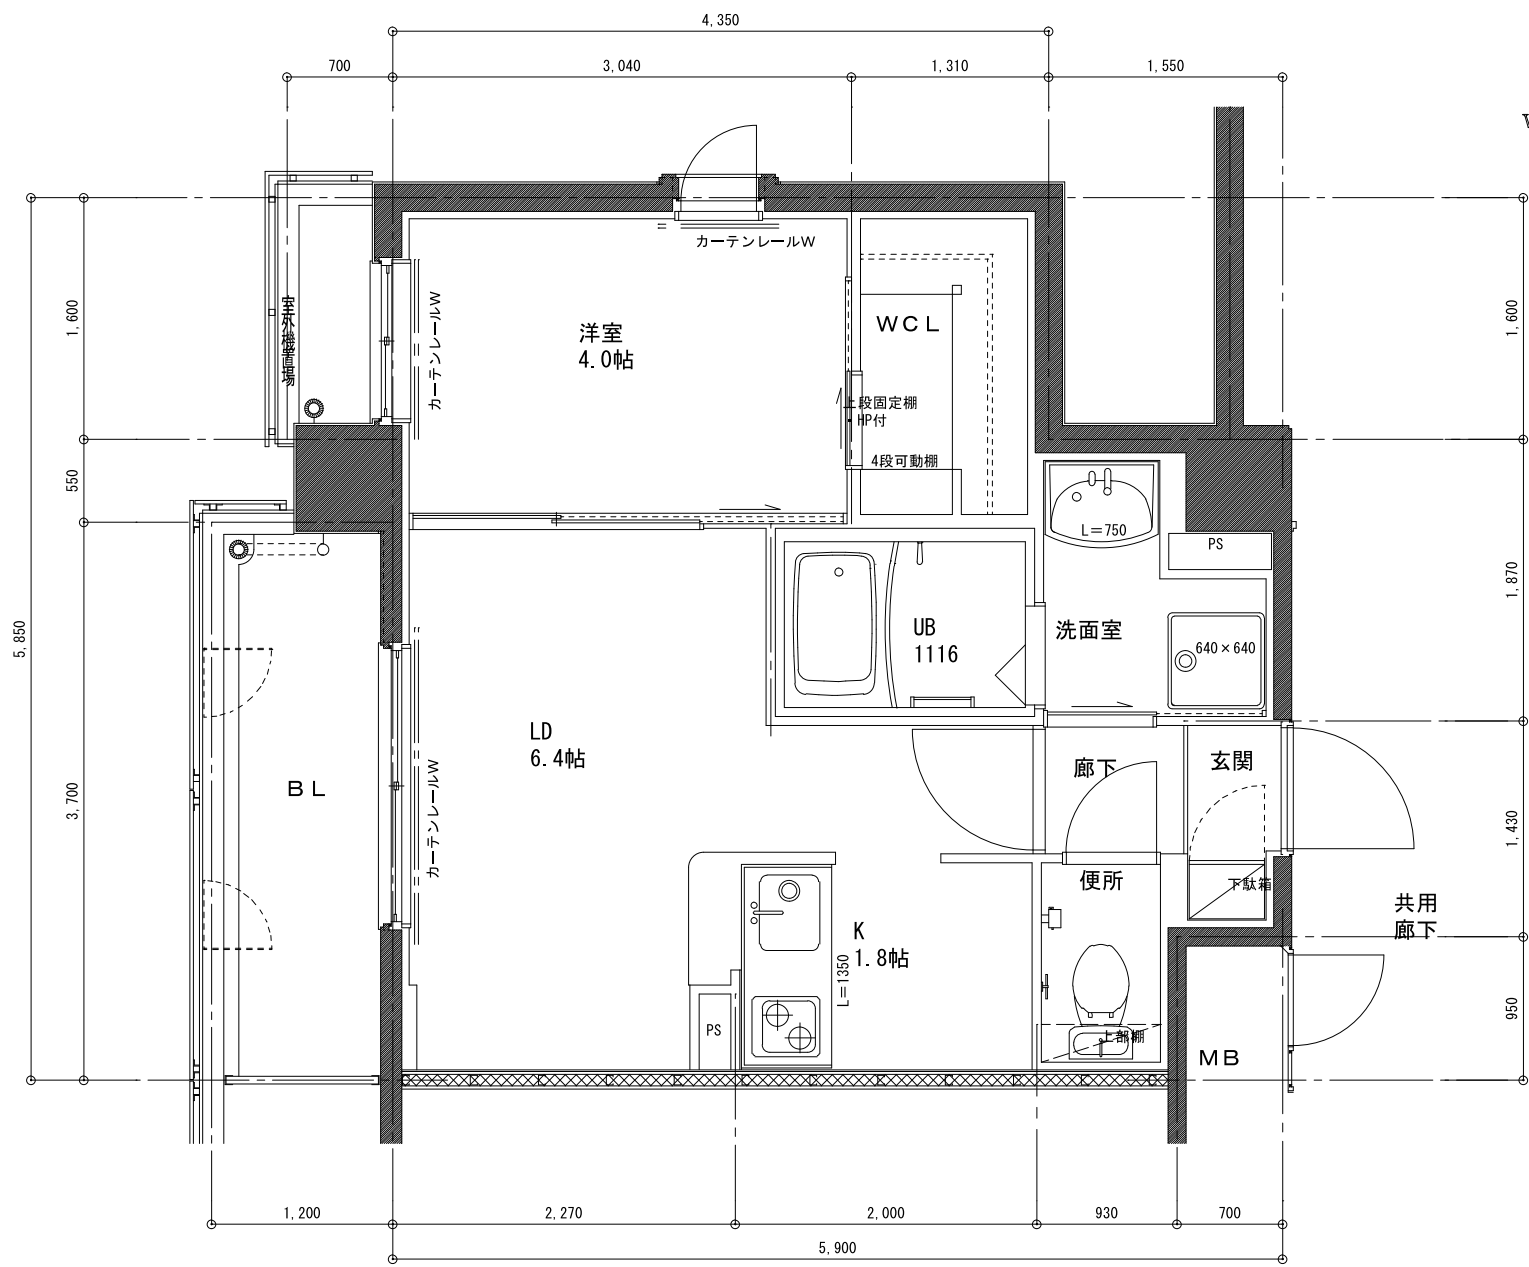 4,350
700
3,040
1,310
1,550
カーテンレールW
1,600
室外機置場
カーテンレールW
洋室
4.0帖
WCL
1,600
上段固定棚
HP付
4段可動棚
550
L=750
PS
5,850
UB
1116
洗面室
640×640
1,870
LD
6.4帖
BL
3,700
カーテンレールW
廊下
玄関
1,430
便所
下駄箱
共用
廊下
K
1.8帖
L=1350
PS
上部棚
MB
950
1,200
2,270
2,000
930
700
5,900